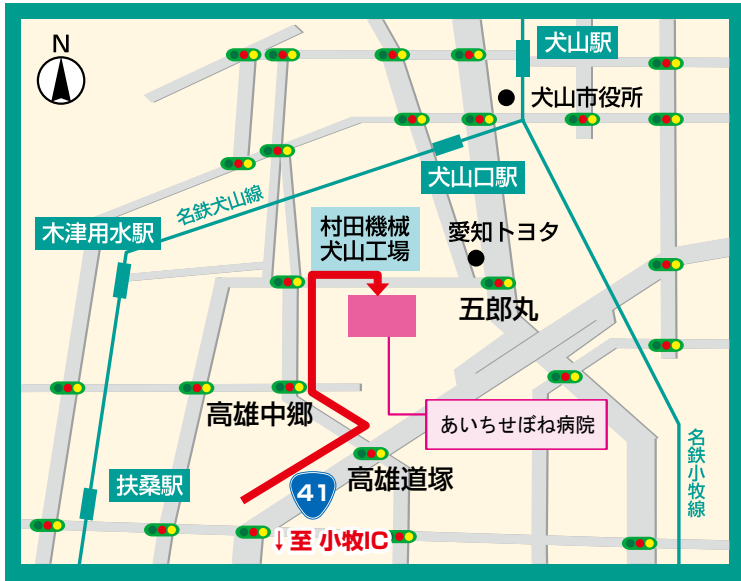 N
犬山駅
犬山市役所
犬山口駅
名鉄犬山線
木津用水駅
村田機械
犬山工場
愛知トヨタ
五郎丸
高雄中郷
あいちせぼね病院
名鉄小牧線
高雄道塚
扶桑駅
41
↓至 小牧IC